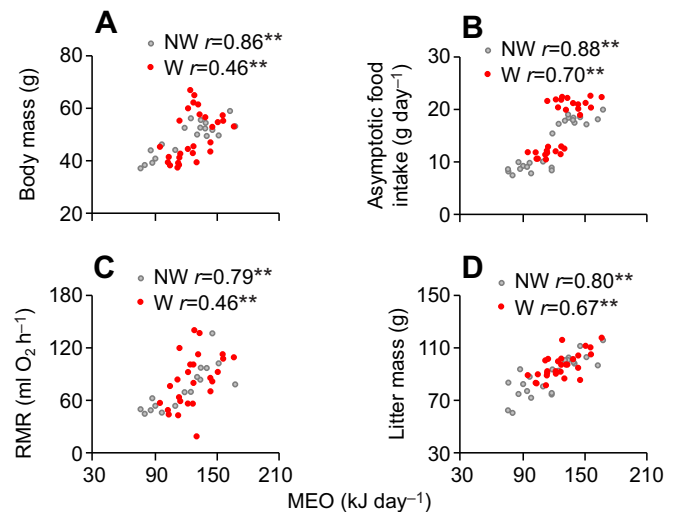 A
NW r=0.86**
W r=0.46**
Body mass (g)
80
60
40
20
B
NW r=0.88**
W r=0.70**
Asymptotic food
intake (g day⁻¹)
30
20
10
0
C
NW r=0.79**
W r=0.46**
RMR (ml O₂ h⁻¹)
180
120
60
0
30 90 150 210
D
NW r=0.80**
W r=0.67**
Litter mass (g)
150
110
70
30
30 90 150 210
MEO (kJ day⁻¹)